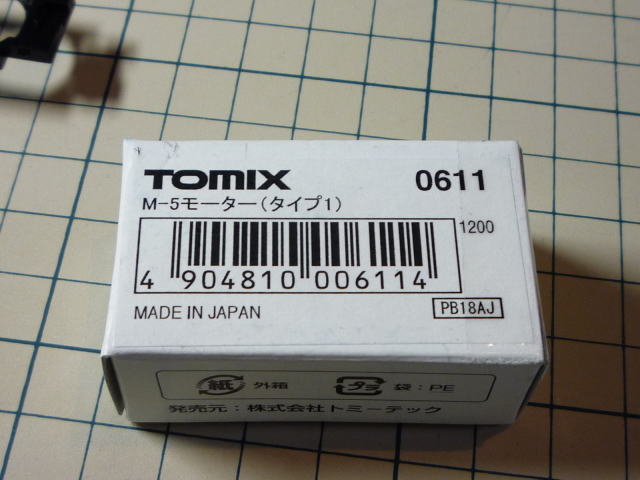 TOMIX 0611
M-5モーター(タイプ1)
1200
4 904810 006114
MADE IN JAPAN PB18AJ
紙 外箱 プラ 袋:PE
発売元:株式会社トミーテック